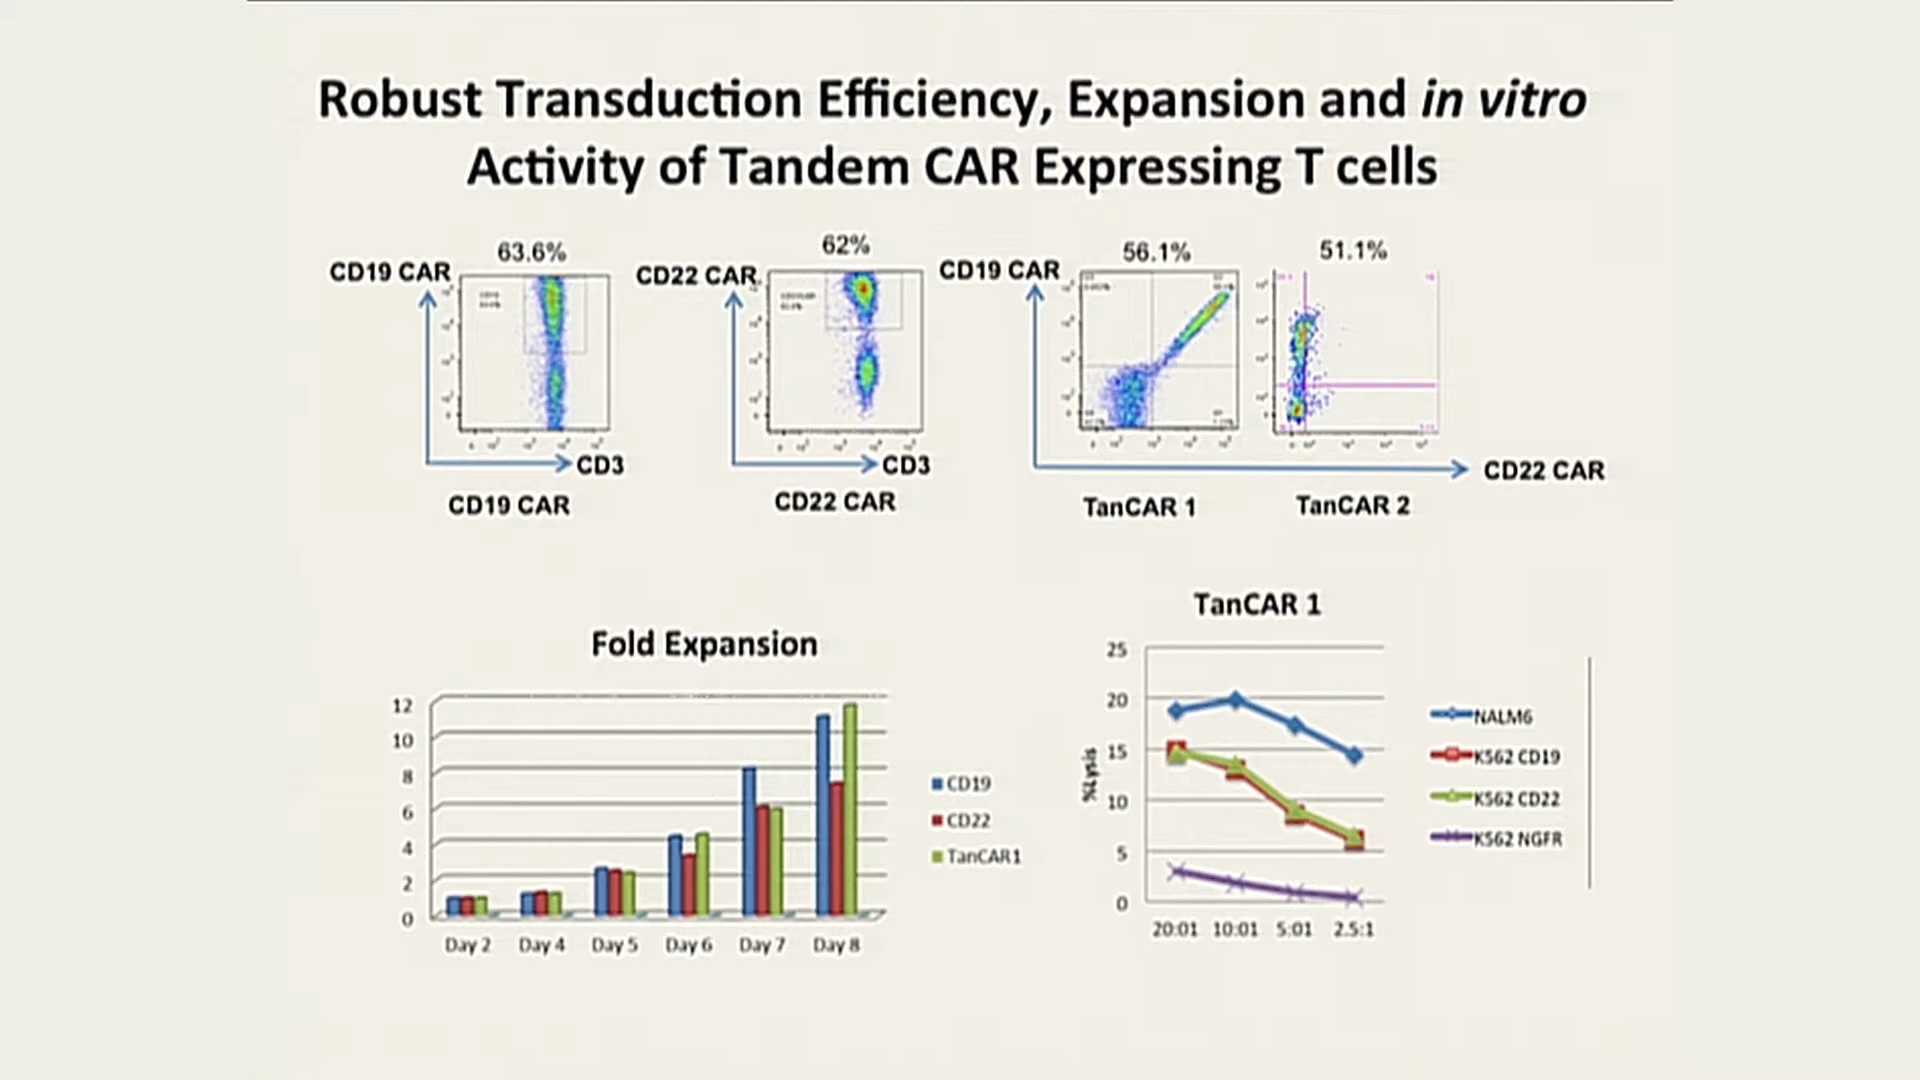 Robust Transduction Efficiency, Expansion and in vitro
Activity of Tandem CAR Expressing T cells
63.6%
62%
56.1%
51.1%
CD19 CAR
CD22 CAR
CD19 CAR
CD3
CD3
CD22 CAR
CD19 CAR
CD22 CAR
TanCAR 1
TanCAR 2
Fold Expansion
12
10
8
6
4
2
0
Day 2
Day 4
Day 5
Day 6
Day 7
Day 8
CD19
CD22
TanCAR1
TanCAR 1
%Lysis
25
20
15
10
5
0
20:01
10:01
5:01
2.5:1
NALM6
K562 CD19
K562 CD22
K562 NGFR